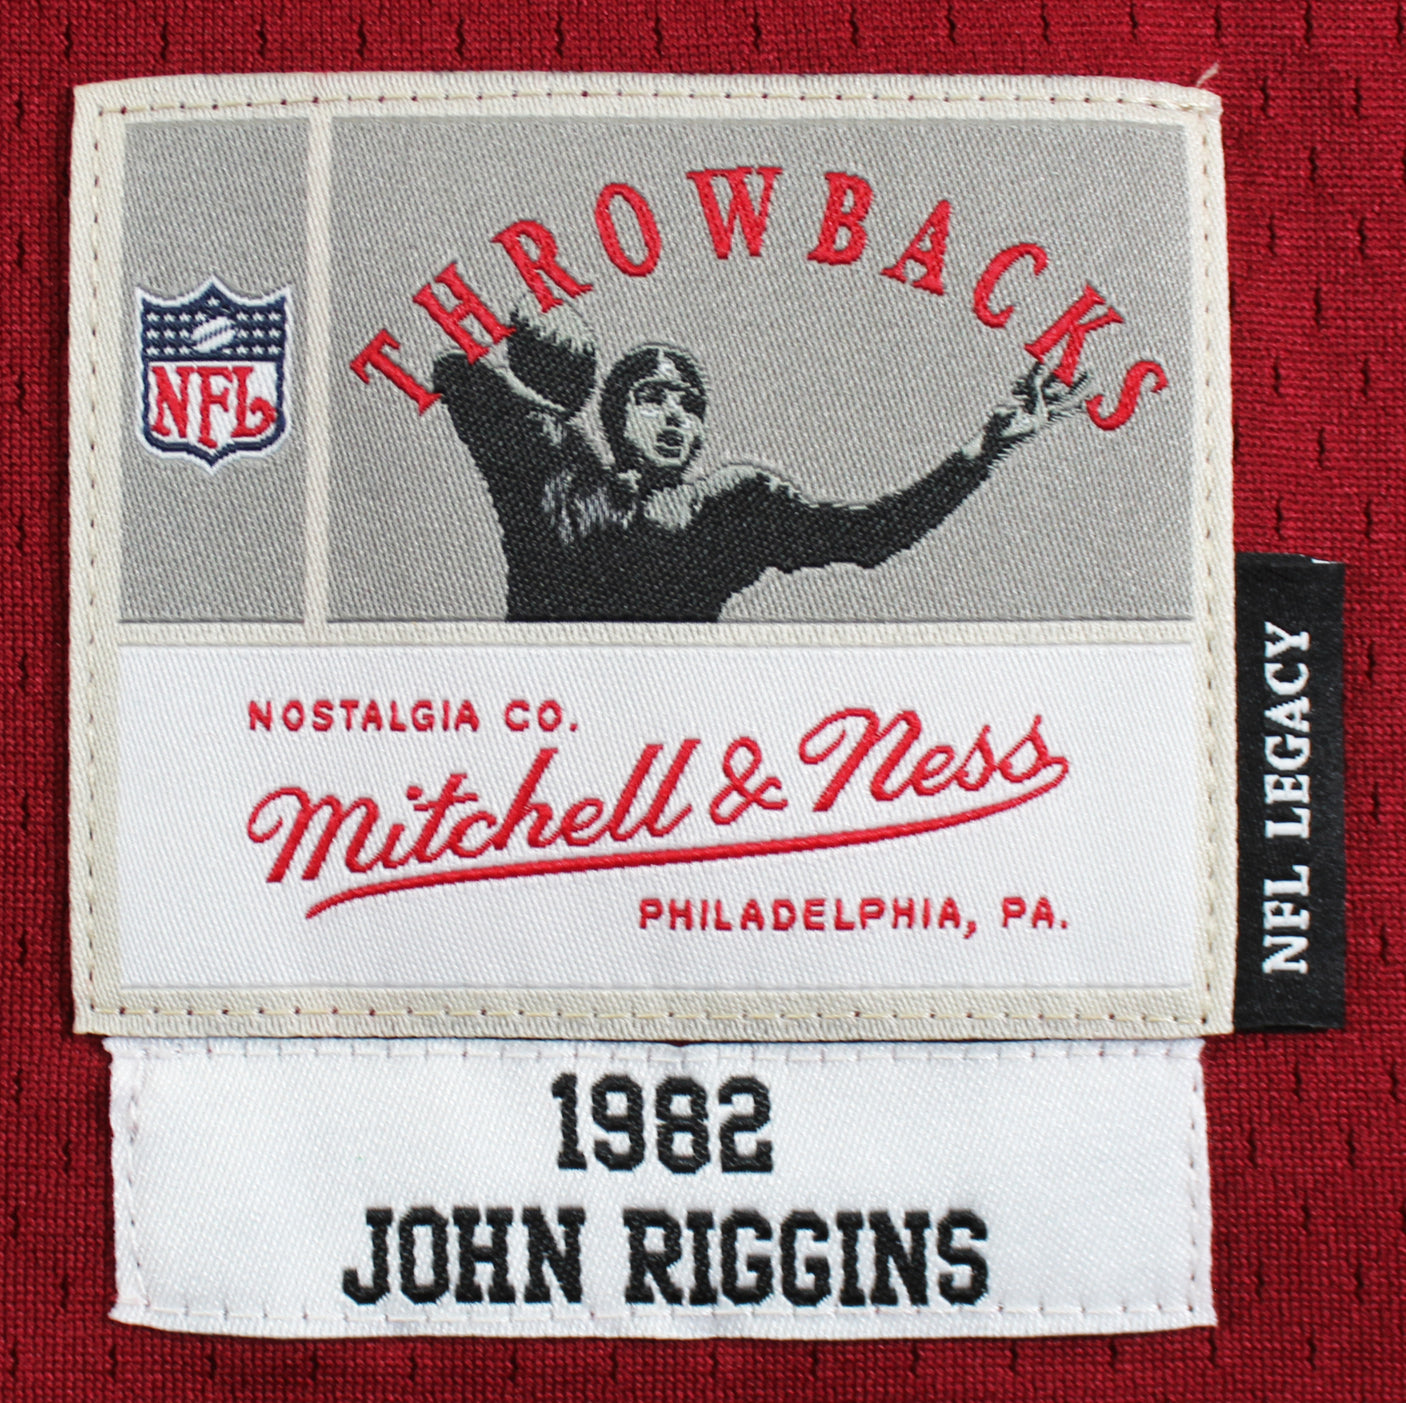 THROWBACKS
NFL
NOSTALGIA CO.
Mitchell & Ness
PHILADELPHIA, PA.
NFL LEGACY
1982
JOHN RIGGINS